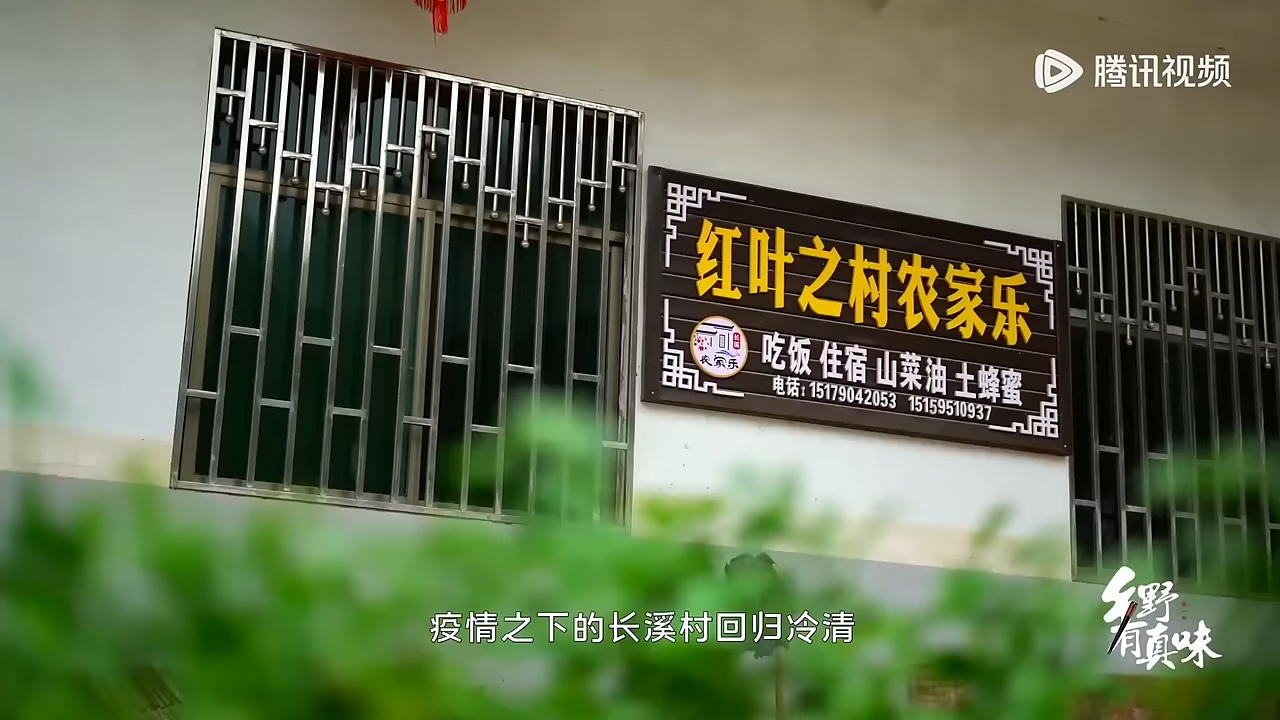 腾讯视频
红叶之村农家乐
农家乐
吃饭 住宿 山菜油 土蜂蜜
电话:15179042053 15159510937
疫情之下的长溪村回归冷清
乡野
有真味